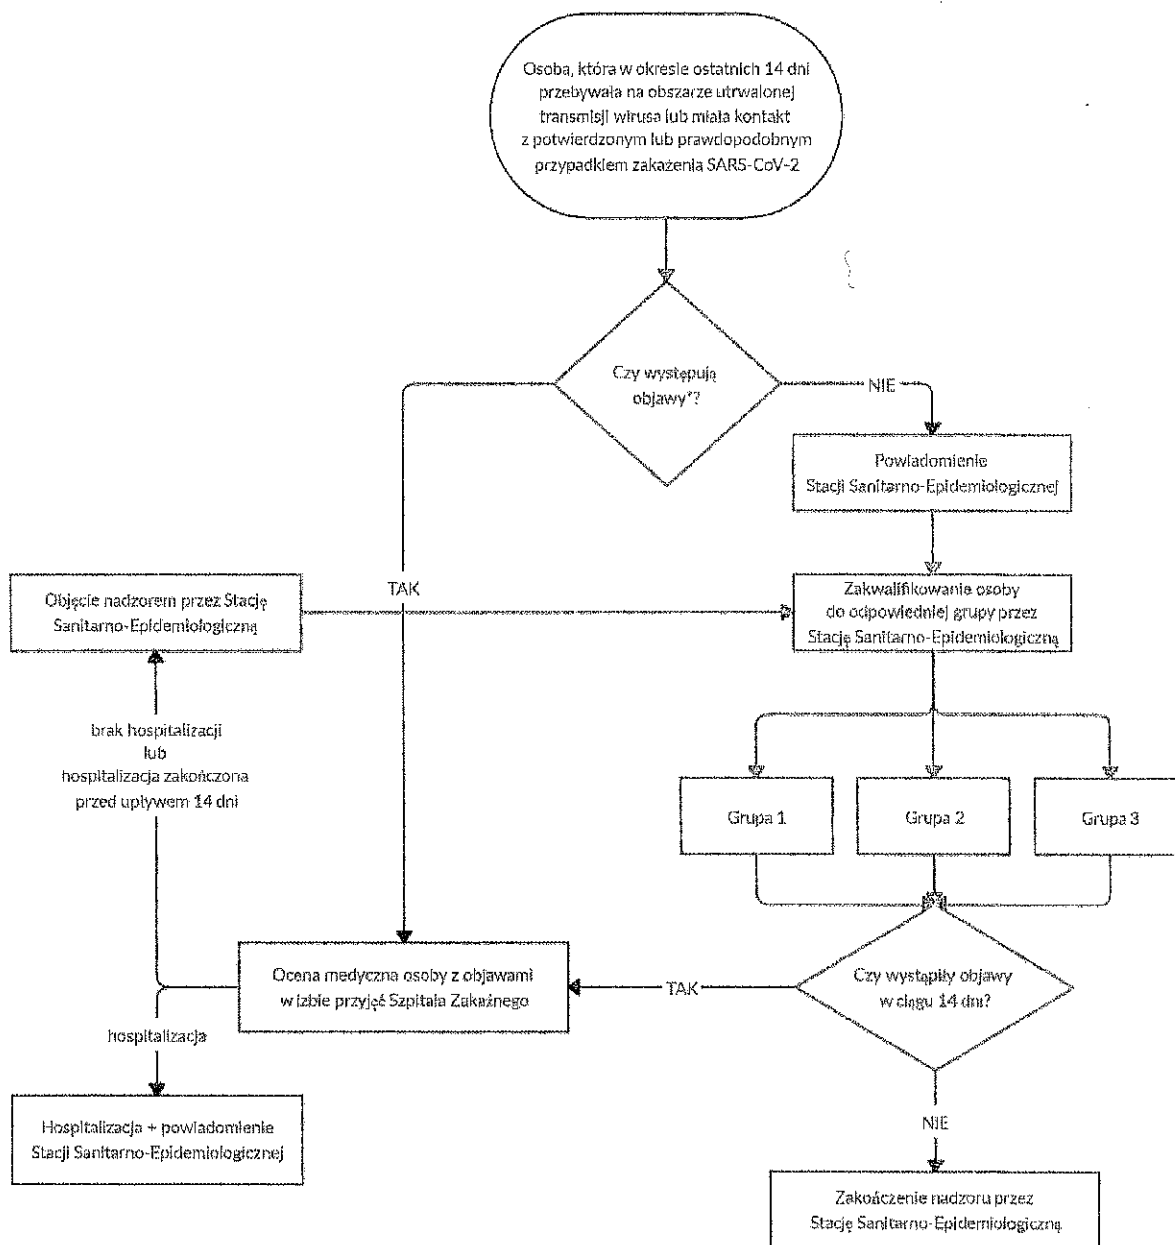 Osoba, która w okresie ostatnich 14 dni
przebywała na obszarze utrwalonej
transmisji wirusa lub miała kontakt
z potwierdzonym lub prawdopodobnym
przypadkiem zakażenia SARS-CoV-2
Czy występują
objawy*?
NIE
Powiadomienie
Stacji Sanitarno-Epidemiologicznej
TAK
Objęcie nadzorem przez Stację
Sanitarno-Epidemiologiczną
Zakwalifikowanie osoby
do odpowiedniej grupy przez
Stację Sanitarno-Epidemiologiczną
brak hospitalizacji
lub
hospitalizacja zakończona
przed upływem 14 dni
Grupa 1
Grupa 2
Grupa 3
Ocena medyczna osoby z objawami
w izbie przyjęć Szpitala Zakaźnego
TAK
Czy wystąpiły objawy
w ciągu 14 dni?
hospitalizacja
Hospitalizacja + powiadomienie
Stacji Sanitarno-Epidemiologicznej
NIE
Zakończenie nadzoru przez
Stację Sanitarno-Epidemiologiczną